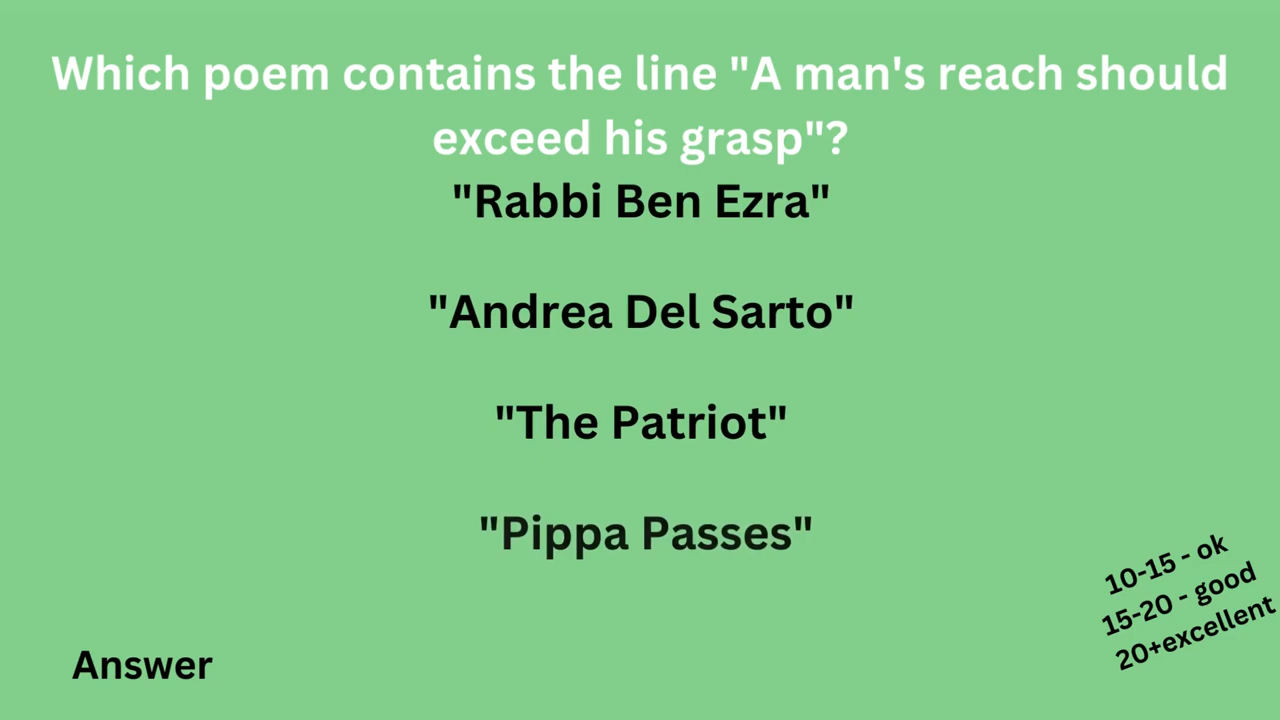 Which poem contains the line "A man's reach should
exceed his grasp"?
"Rabbi Ben Ezra"
"Andrea Del Sarto"
"The Patriot"
"Pippa Passes"
10-15 - ok
15-20 - good
20+excellent
Answer